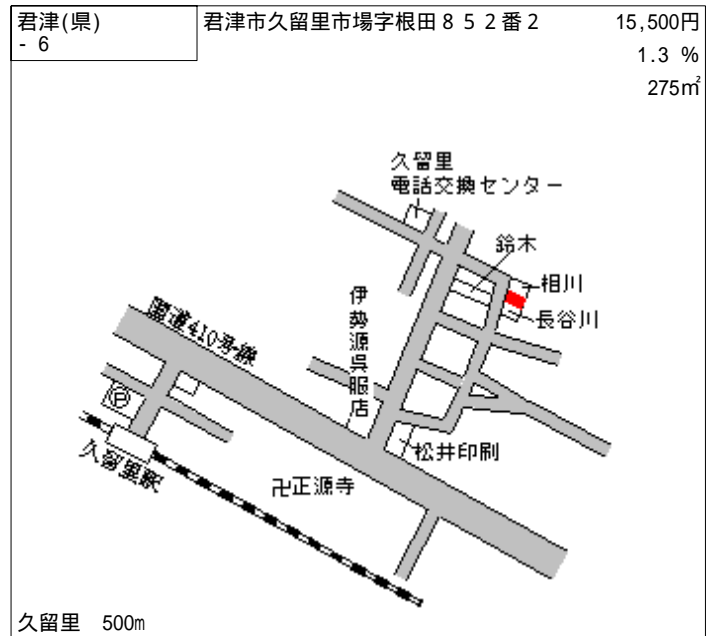 君津(県)
- 6
君津市久留里市場字根田８５２番２
15,500円
1.3 %
275㎡
久留里
電話交換センター
鈴木
相川
長谷川
伊勢源呉服店
国道410号線
Ⓟ
久留里駅
松井印刷
卍正源寺
久留里 500m